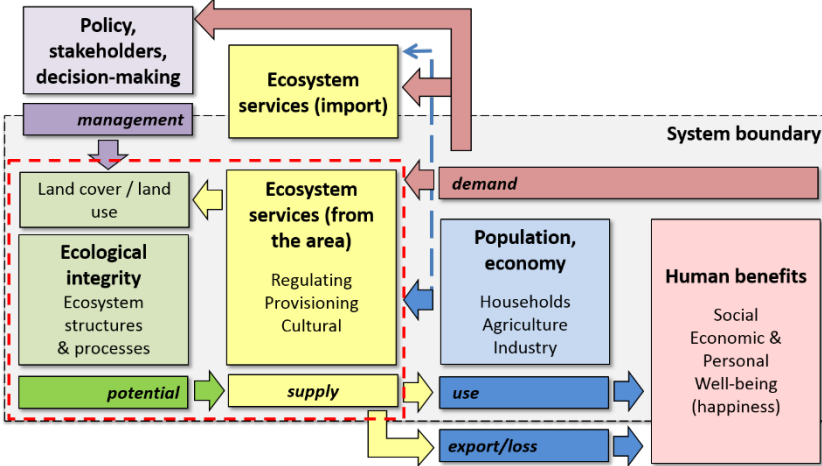 Policy,
stakeholders,
decision-making
Ecosystem
services (import)
management
System boundary
Land cover / land
use
Ecosystem
services (from
the area)
Regulating
Provisioning
Cultural
demand
Ecological
integrity
Ecosystem
structures
& processes
Population,
economy
Households
Agriculture
Industry
Human benefits
Social
Economic &
Personal
Well-being
(happiness)
potential
supply
use
export/loss